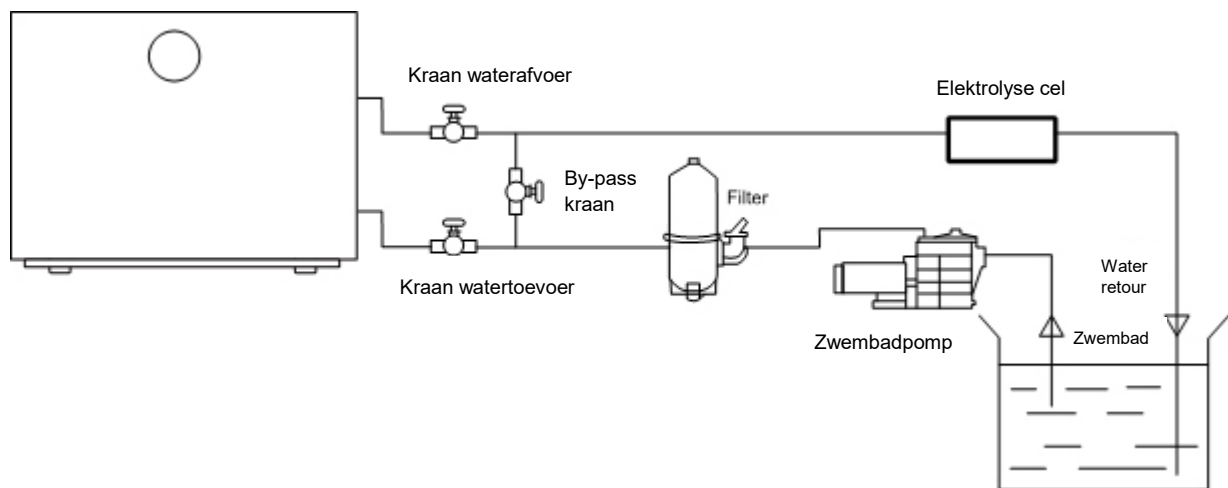 Kraan waterafvoer
Elektrolyse cel
By-pass
kraan
Filter
Kraan watertoevoer
Water
retour
Zwembadpomp
Zwembad